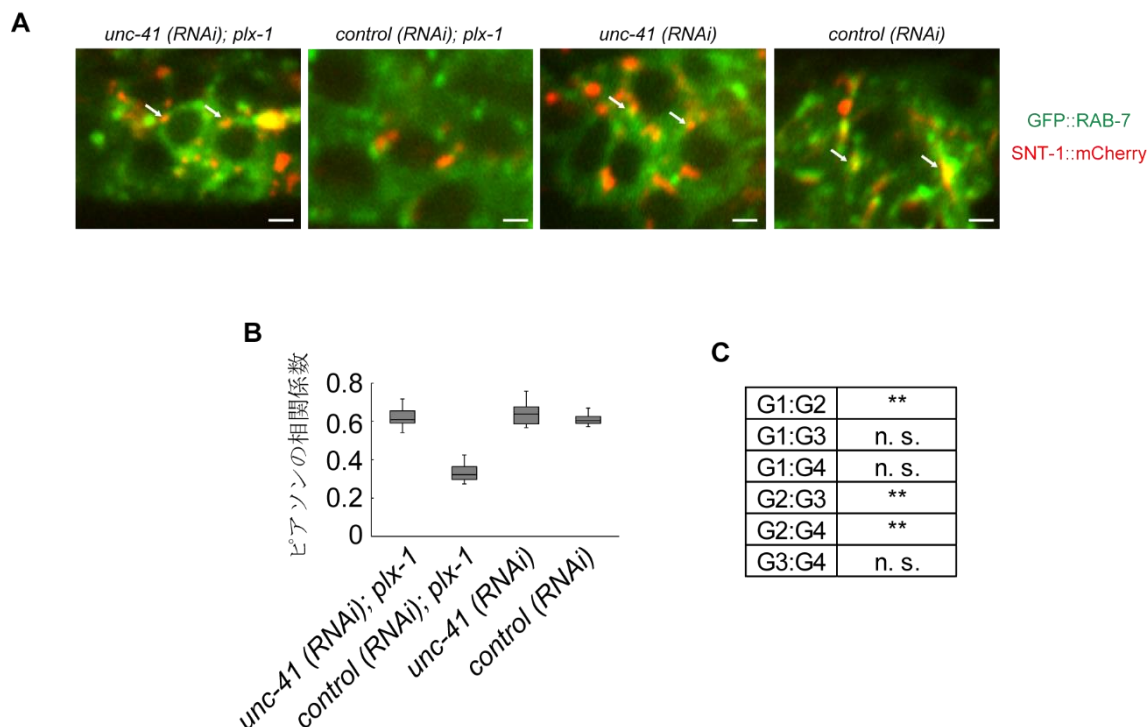 A
unc-41 (RNAi); plx-1
control (RNAi); plx-1
unc-41 (RNAi)
control (RNAi)
GFP::RAB-7
SNT-1::mCherry
B
ピアソンの相関係数
0.8
0.6
0.4
0.2
0
unc-41 (RNAi); plx-1
control (RNAi); plx-1
unc-41 (RNAi)
control (RNAi)
C
G1:G2 **
G1:G3 n. s.
G1:G4 n. s.
G2:G3 **
G2:G4 **
G3:G4 n. s.